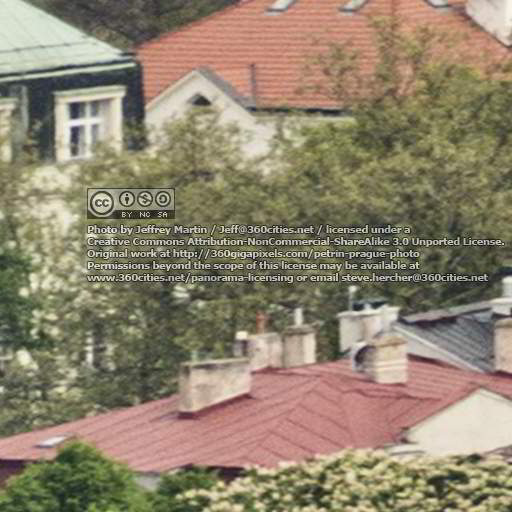 cc BY NC SA
Photo by Jeffrey Martin / Jeff@360cities.net / licensed under a
Creative Commons Attribution-NonCommercial-ShareAlike 3.0 Unported License.
Original work at http://360gigapixels.com/petrin-prague-photo
Permissions beyond the scope of this license may be available at
www.360cities.net/panorama-licensing or email steve.hercher@360cities.net